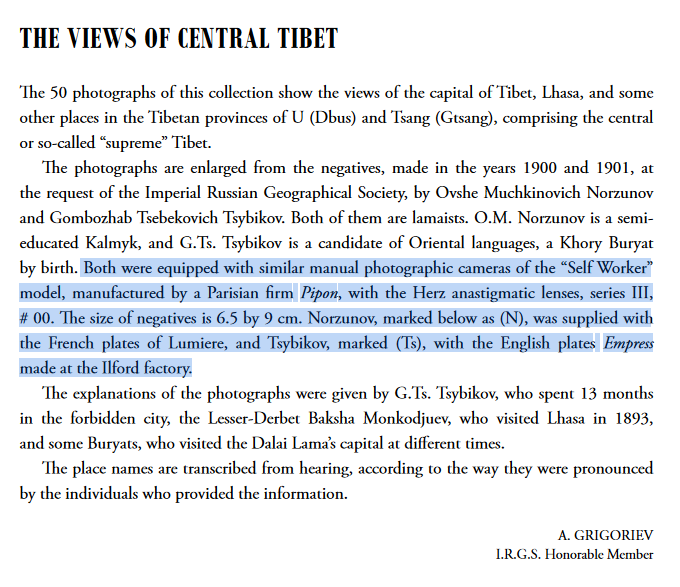 THE VIEWS OF CENTRAL TIBET
The 50 photographs of this collection show the views of the capital of Tibet, Lhasa, and some
other places in the Tibetan provinces of U (Dbus) and Tsang (Gtsang), comprising the central
or so-called “supreme” Tibet.
The photographs are enlarged from the negatives, made in the years 1900 and 1901, at
the request of the Imperial Russian Geographical Society, by Ovshe Muchkinovich Norzunov
and Gombozhab Tsebekovich Tsybikov. Both of them are lamaists. O.M. Norzunov is a semi-
educated Kalmyk, and G.Ts. Tsybikov is a candidate of Oriental languages, a Khory Buryat
by birth. Both were equipped with similar manual photographic cameras of the “Self Worker”
model, manufactured by a Parisian firm Pipon, with the Herz anastigmatic lenses, series III,
# 00. The size of negatives is 6.5 by 9 cm. Norzunov, marked below as (N), was supplied with
the French plates of Lumiere, and Tsybikov, marked (Ts), with the English plates Empress
made at the Ilford factory.
The explanations of the photographs were given by G.Ts. Tsybikov, who spent 13 months
in the forbidden city, the Lesser-Derbet Baksha Monkodjuev, who visited Lhasa in 1893,
and some Buryats, who visited the Dalai Lama’s capital at different times.
The place names are transcribed from hearing, according to the way they were pronounced
by the individuals who provided the information.
A. GRIGORIEV
I.R.G.S. Honorable Member